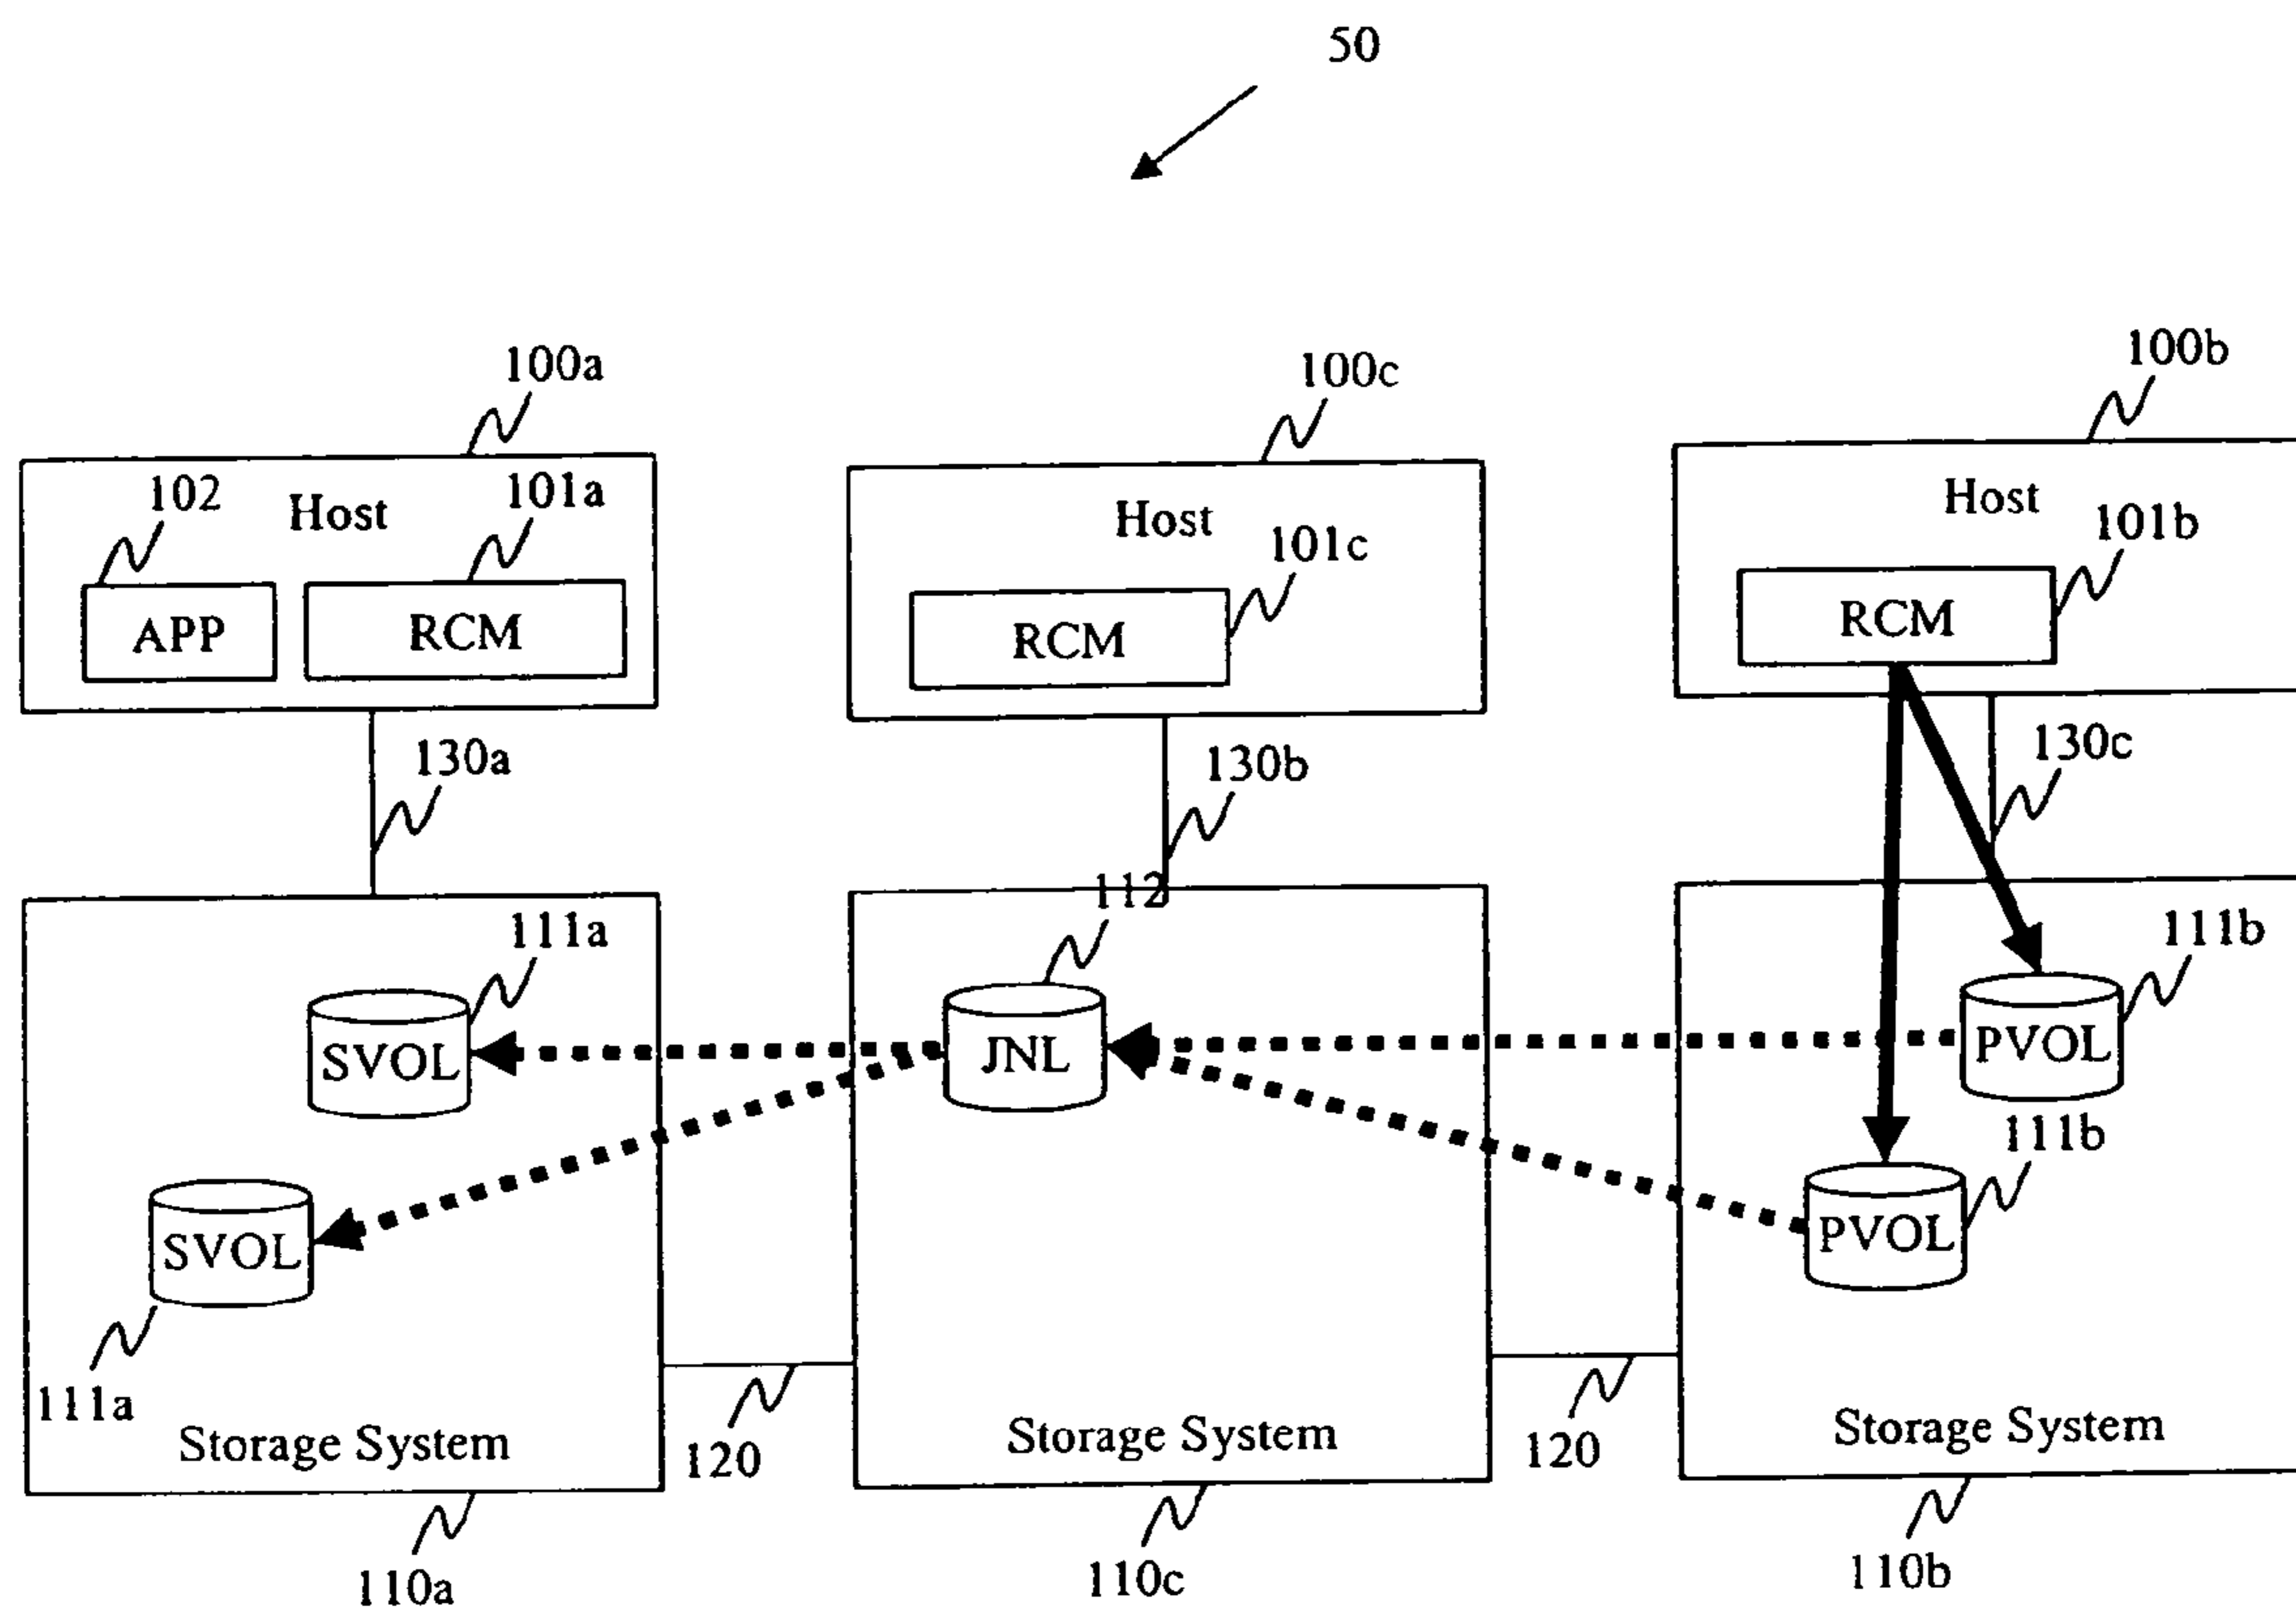 50
100a
100c
100b
102
Host
101a
Host
101c
Host
101b
APP
RCM
RCM
RCM
130a
130b
130c
112
111a
111b
SVOL
JNL
PVOL
111b
SVOL
PVOL
111a
Storage System
120
Storage System
120
Storage System
110a
110c
110b